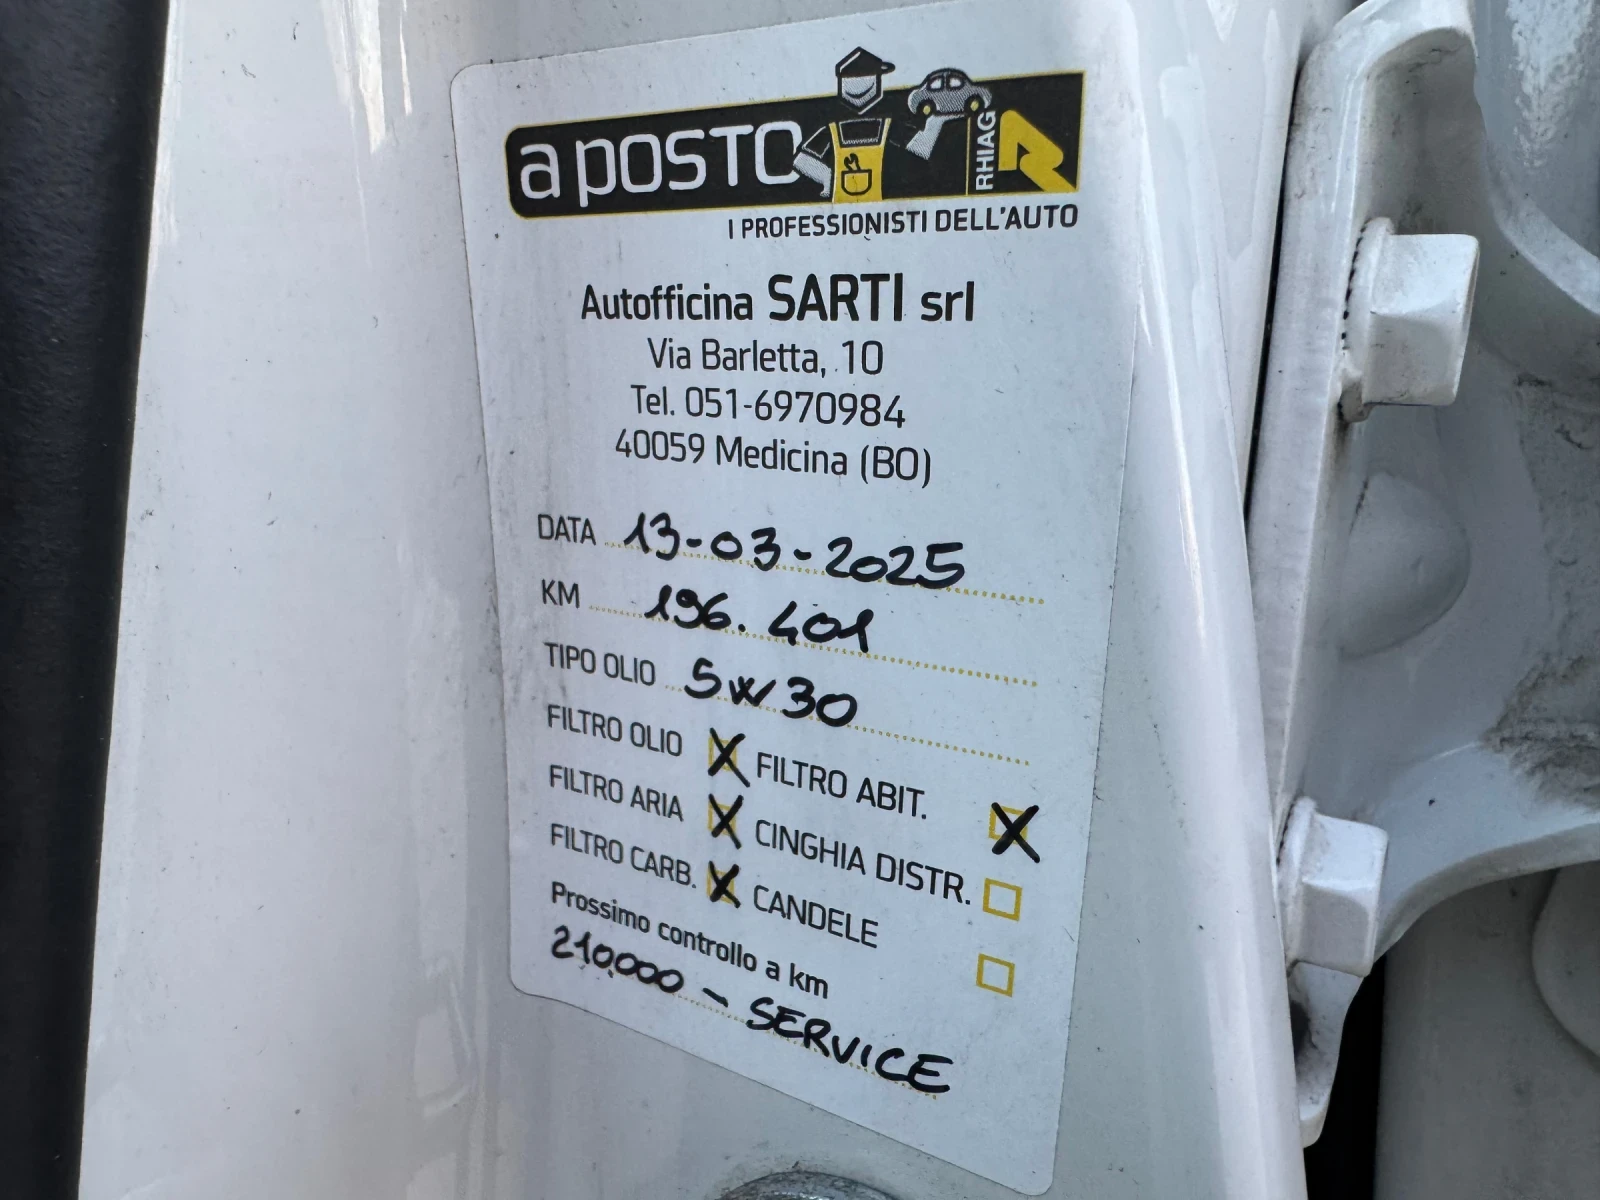 a posto
RHIAG
I PROFESSIONISTI DELL'AUTO
Autofficina SARTI srl
Via Barletta, 10
Tel. 051-6970984
40059 Medicina (BO)
DATA 13-03-2025
KM 196.401
TIPO OLIO 5W30
FILTRO OLIO X FILTRO ABIT. X
FILTRO ARIA X CINGHIA DISTR.
FILTRO CARB. X CANDELE
Prossimo controllo a km
210.000 - SERVICE